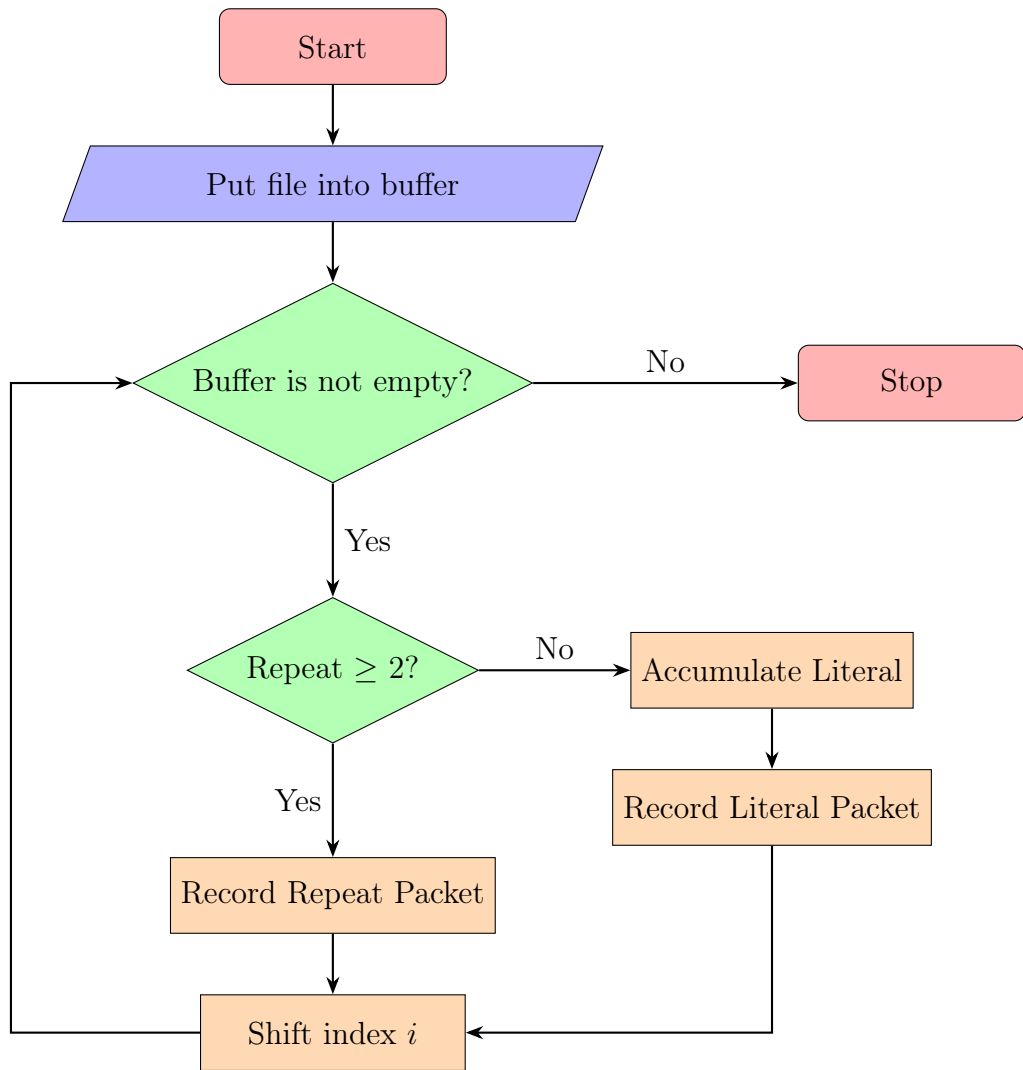 Start
Put file into buffer
Buffer is not empty?
No
Stop
Yes
Repeat ≥ 2?
No
Accumulate Literal
Yes
Record Literal Packet
Record Repeat Packet
Shift index i